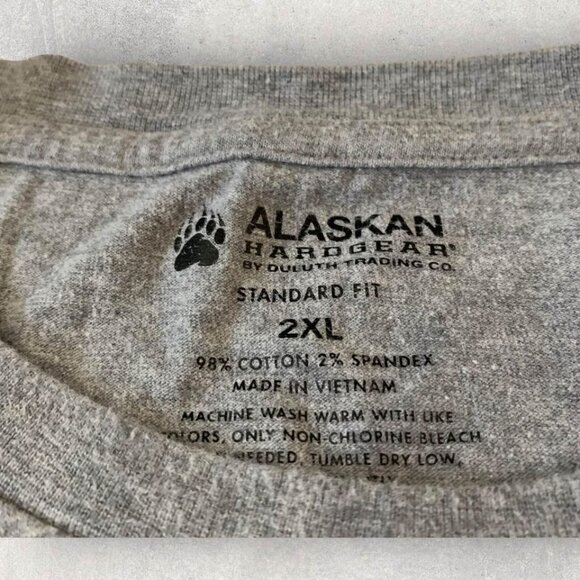 ALASKAN
HARDGEAR®
BY DULUTH TRADING CO.
STANDARD FIT
2XL
98% COTTON 2% SPANDEX
MADE IN VIETNAM
MACHINE WASH WARM WITH LIKE
COLORS, ONLY NON-CHLORINE BLEACH
NEEDED, TUMBLE DRY LOW,